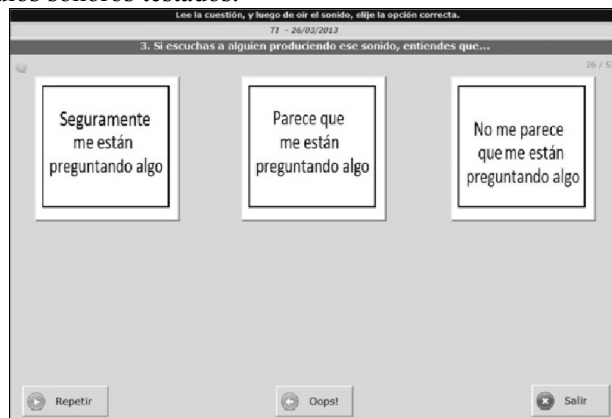 Lee la cuestión, y luego de oír el sonido, elije la opción correcta.
T1 - 26/02/2013
3. Si escuchas a alguien produciendo ese sonido, entiendes que...
Seguramente
me están
preguntando algo
Parece que
me están
preguntando algo
No me parece
que me están
preguntando algo
Repetir
Oops!
Salir